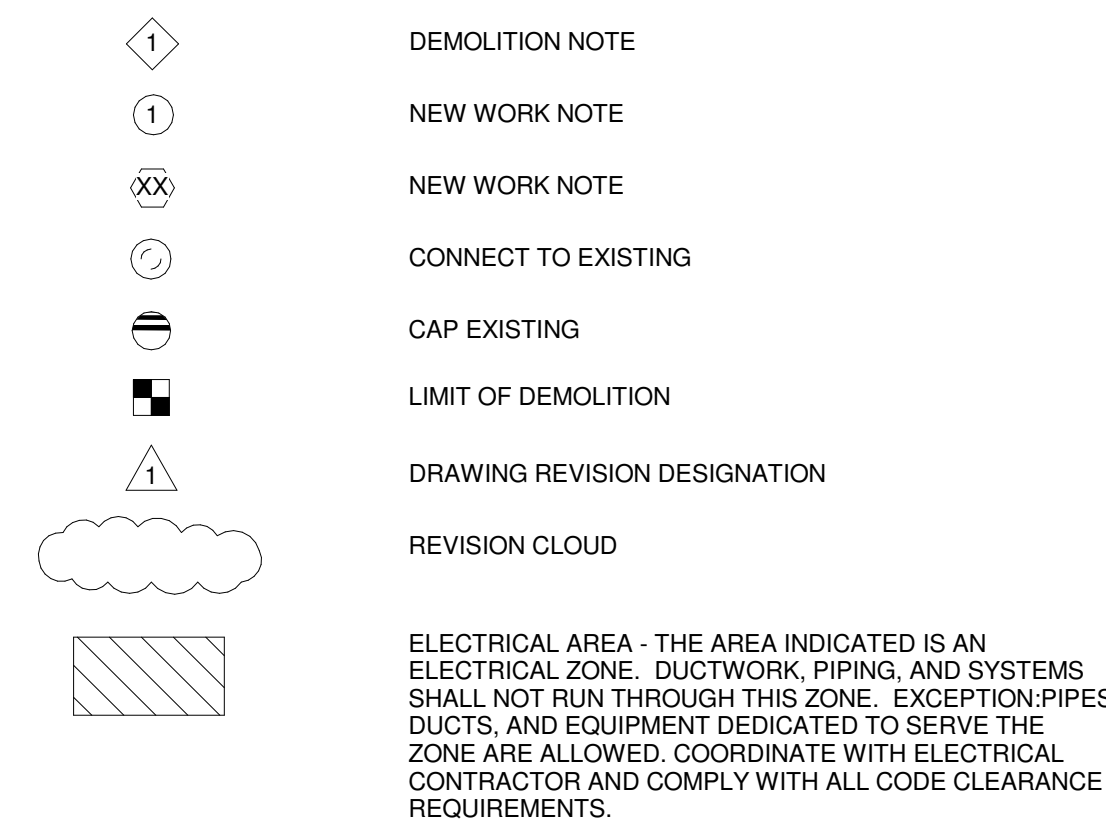 1 DEMOLITION NOTE
1 NEW WORK NOTE
XX NEW WORK NOTE
CONNECT TO EXISTING
CAP EXISTING
LIMIT OF DEMOLITION
1 DRAWING REVISION DESIGNATION
REVISION CLOUD
ELECTRICAL AREA - THE AREA INDICATED IS AN
ELECTRICAL ZONE. DUCTWORK, PIPING, AND SYSTEMS
SHALL NOT RUN THROUGH THIS ZONE. EXCEPTION:PIPES
DUCTS, AND EQUIPMENT DEDICATED TO SERVE THE
ZONE ARE ALLOWED. COORDINATE WITH ELECTRICAL
CONTRACTOR AND COMPLY WITH ALL CODE CLEARANCE
REQUIREMENTS.